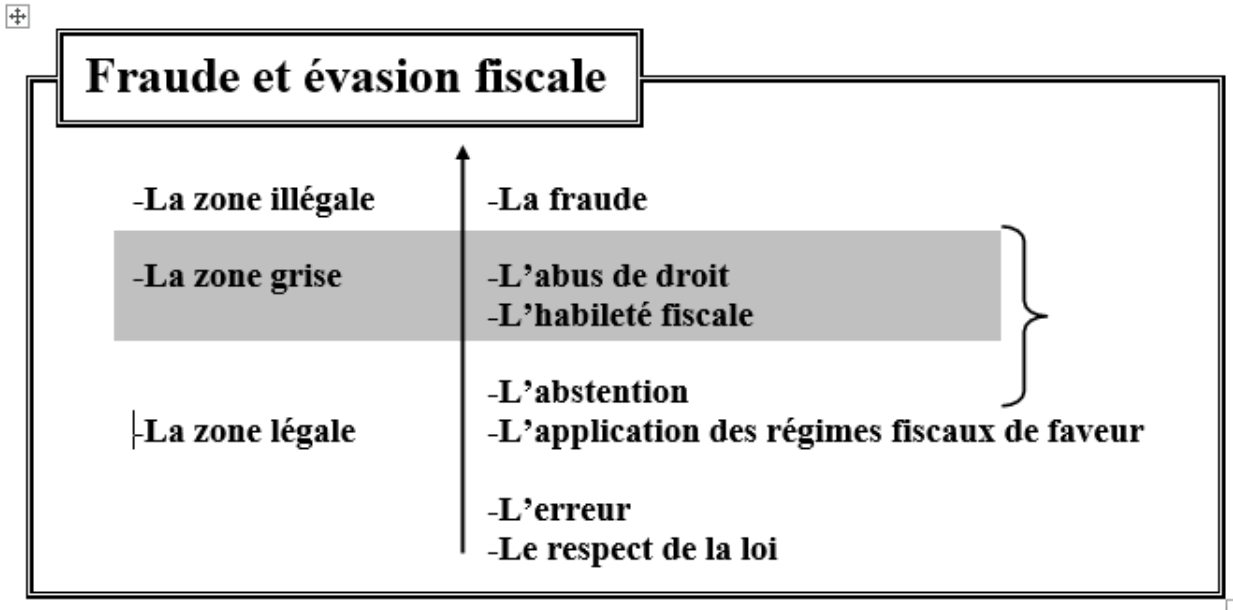 Fraude et évasion fiscale
-La zone illégale -La fraude
-La zone grise -L’abus de droit
-L’habileté fiscale
-L’abstention
-La zone légale -L’application des régimes fiscaux de faveur
-L’erreur
-Le respect de la loi